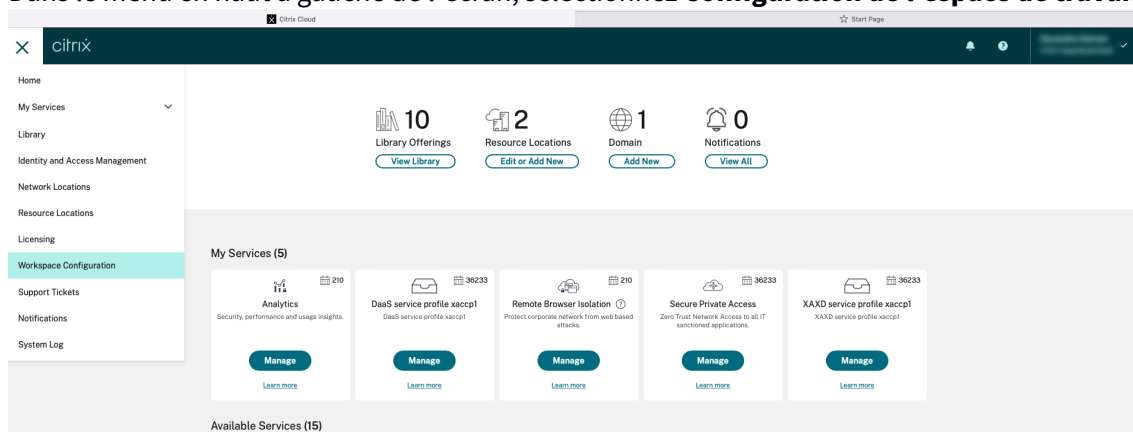 Dans le menu en haut à gauche de l'écran, sélectionnez Configuration de l'espace de travail
Citrix Cloud
Start Page
citrix
Home
My Services
Library
Identity and Access Management
Network Locations
Resource Locations
Licensing
Workspace Configuration
Support Tickets
Notifications
System Log
10
Library Offerings
View Library
2
Resource Locations
Edit or Add New
1
Domain
Add New
0
Notifications
View All
My Services (5)
210
Analytics
Security, performance and usage insights.
Manage
Learn more
36233
DaaS service profile xaccp1
DaaS service profile xaccp1
Manage
Learn more
210
Remote Browser Isolation
Protect corporate network from web based
attacks.
Manage
Learn more
36233
Secure Private Access
Zero Trust Network Access to all IT
sanctioned applications.
Manage
Learn more
36233
XAXD service profile xaccp1
XAXD service profile xaccp1
Manage
Learn more
Available Services (15)